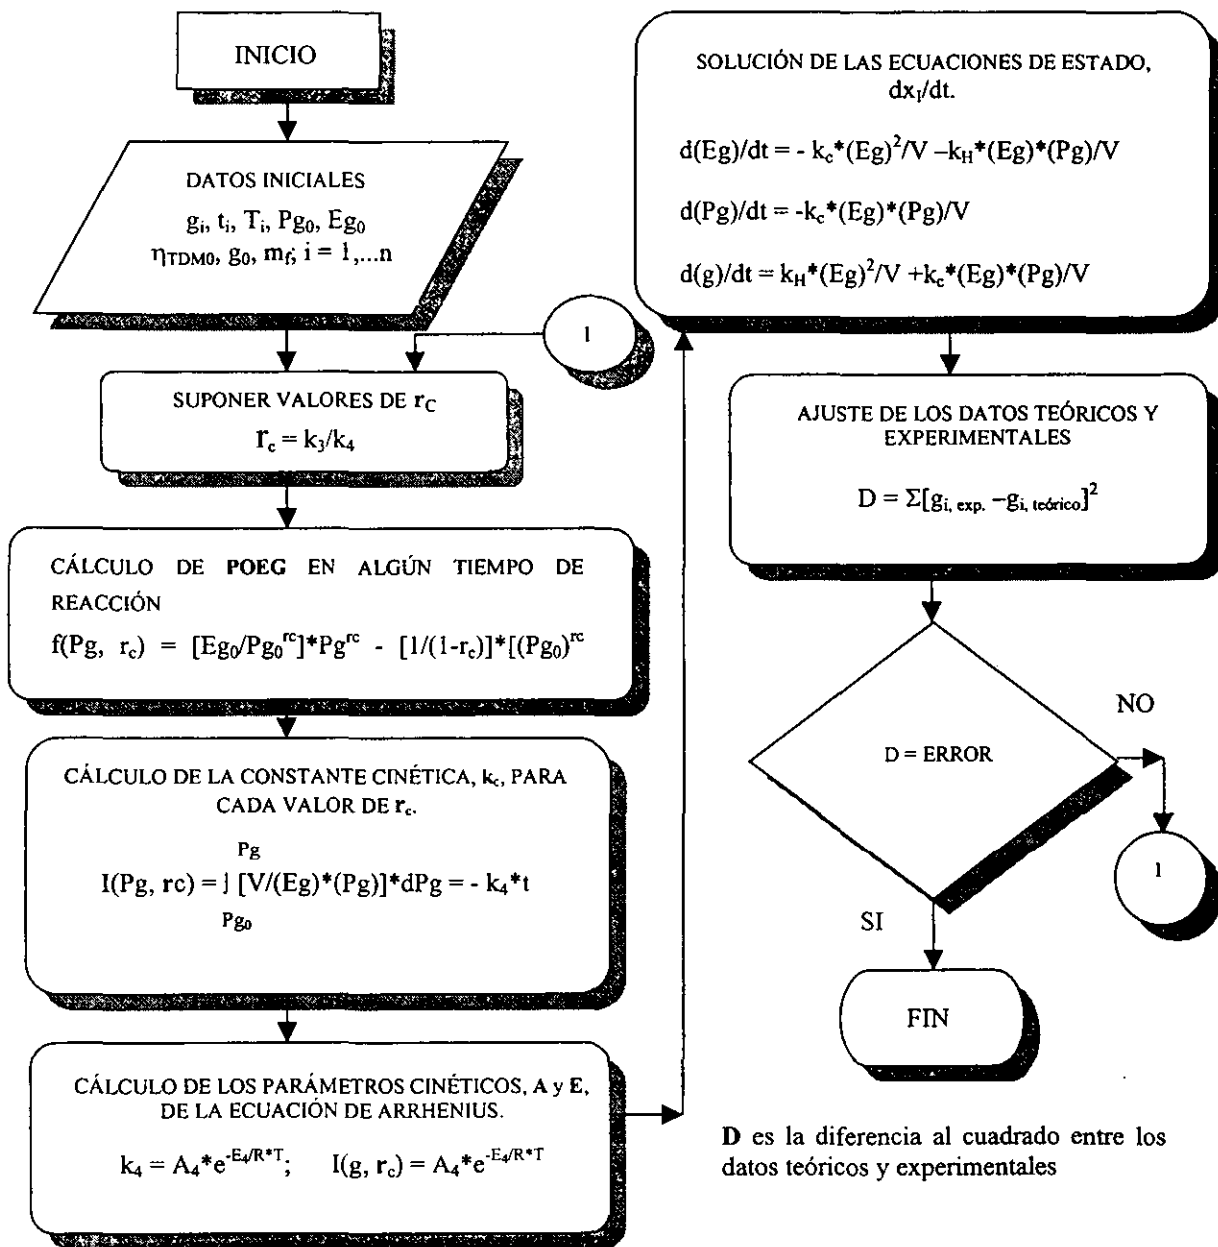 INICIO
DATOS INICIALES
gᵢ, tᵢ, Tᵢ, Pg₀, Eg₀
η_TDM0, g₀, m_f; i = 1,...n
1
SUPONER VALORES DE r_C
r_c = k₃/k₄
CÁLCULO DE POEG EN ALGÚN TIEMPO DE
REACCIÓN
f(Pg, r_c) = [Eg₀/Pg₀^rc]*Pg^rc - [1/(1-r_c)]*[(Pg₀)^rc
CÁLCULO DE LA CONSTANTE CINÉTICA, k_c, PARA
CADA VALOR DE r_c.
Pg
I(Pg, rc) = ∫ [V/(Eg)*(Pg)]*dPg = - k₄*t
Pg₀
CÁLCULO DE LOS PARÁMETROS CINÉTICOS, A y E,
DE LA ECUACIÓN DE ARRHENIUS.
k₄ = A₄*e^-E₄/R*T; I(g, r_c) = A₄*e^-E₄/R*T
SOLUCIÓN DE LAS ECUACIONES DE ESTADO,
dx_I/dt.
d(Eg)/dt = - k_c*(Eg)²/V –k_H*(Eg)*(Pg)/V
d(Pg)/dt = -k_c*(Eg)*(Pg)/V
d(g)/dt = k_H*(Eg)²/V +k_c*(Eg)*(Pg)/V
AJUSTE DE LOS DATOS TEÓRICOS Y
EXPERIMENTALES
D = Σ[g_i, exp. –g_i, teórico]²
D = ERROR
NO
1
SI
FIN
D es la diferencia al cuadrado entre los
datos teóricos y experimentales